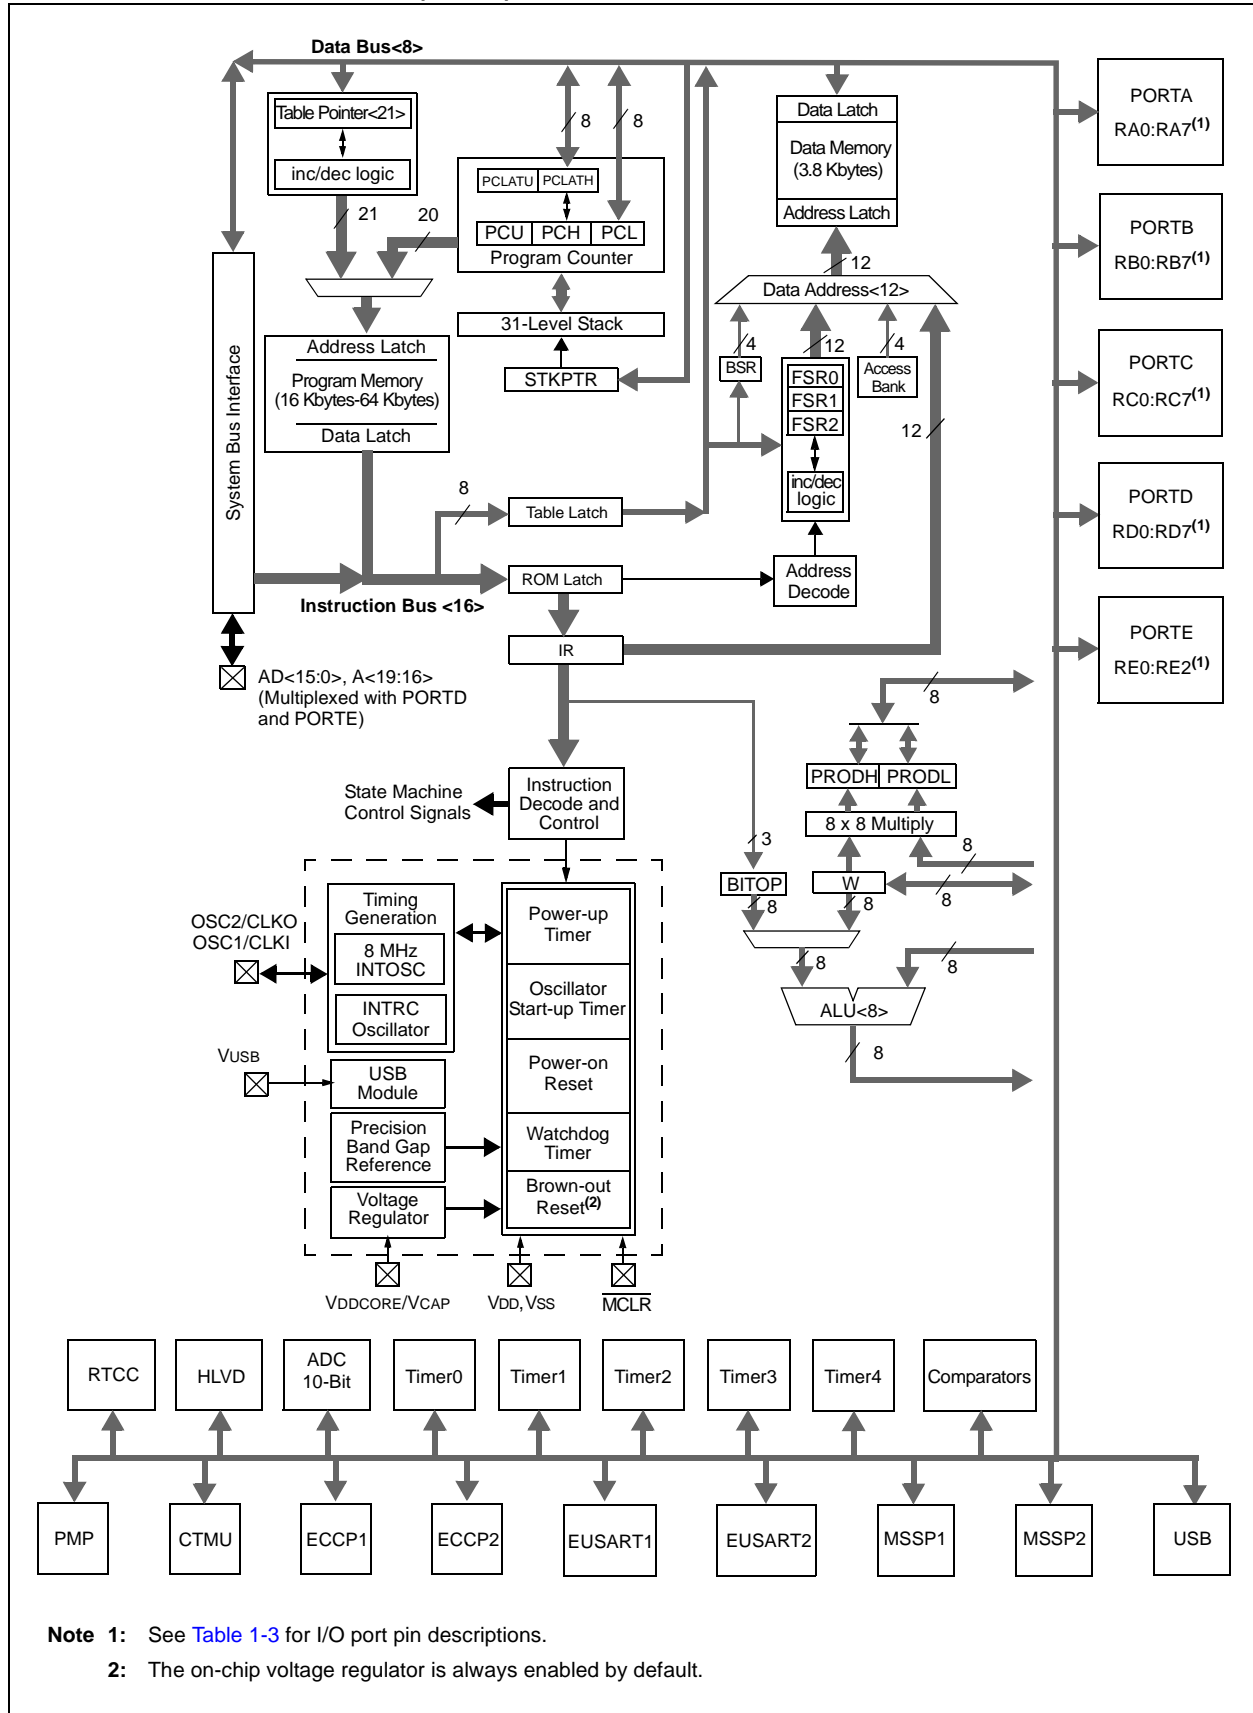 Data Bus<8>
Table Pointer<21>
inc/dec logic
21
20
8
8
PCLATU PCLATH
PCU PCH PCL
Program Counter
31-Level Stack
STKPTR
Data Latch
Data Memory
(3.8 Kbytes)
Address Latch
12
Data Address<12>
4
12
4
BSR
FSR0
FSR1
FSR2
inc/dec
logic
Access
Bank
12
Address
Decode
PORTA
RA0:RA7(1)
PORTB
RB0:RB7(1)
PORTC
RC0:RC7(1)
PORTD
RD0:RD7(1)
PORTE
RE0:RE2(1)
System Bus Interface
Address Latch
Program Memory
(16 Kbytes-64 Kbytes)
Data Latch
8
Table Latch
ROM Latch
Instruction Bus <16>
IR
AD<15:0>, A<19:16>
(Multiplexed with PORTD
and PORTE)
8
PRODH PRODL
8 x 8 Multiply
8
3
BITOP
W
8
8
8
8
8
ALU<8>
8
State Machine
Control Signals
Instruction
Decode and
Control
OSC2/CLKO
OSC1/CLKI
Timing
Generation
8 MHz
INTOSC
INTRC
Oscillator
VUSB
USB
Module
Precision
Band Gap
Reference
Voltage
Regulator
Power-up
Timer
Oscillator
Start-up Timer
Power-on
Reset
Watchdog
Timer
Brown-out
Reset(2)
VDDCORE/VCAP
VDD, VSS
MCLR
RTCC
HLVD
ADC
10-Bit
Timer0
Timer1
Timer2
Timer3
Timer4
Comparators
PMP
CTMU
ECCP1
ECCP2
EUSART1
EUSART2
MSSP1
MSSP2
USB
Note 1: See Table 1-3 for I/O port pin descriptions.
2: The on-chip voltage regulator is always enabled by default.